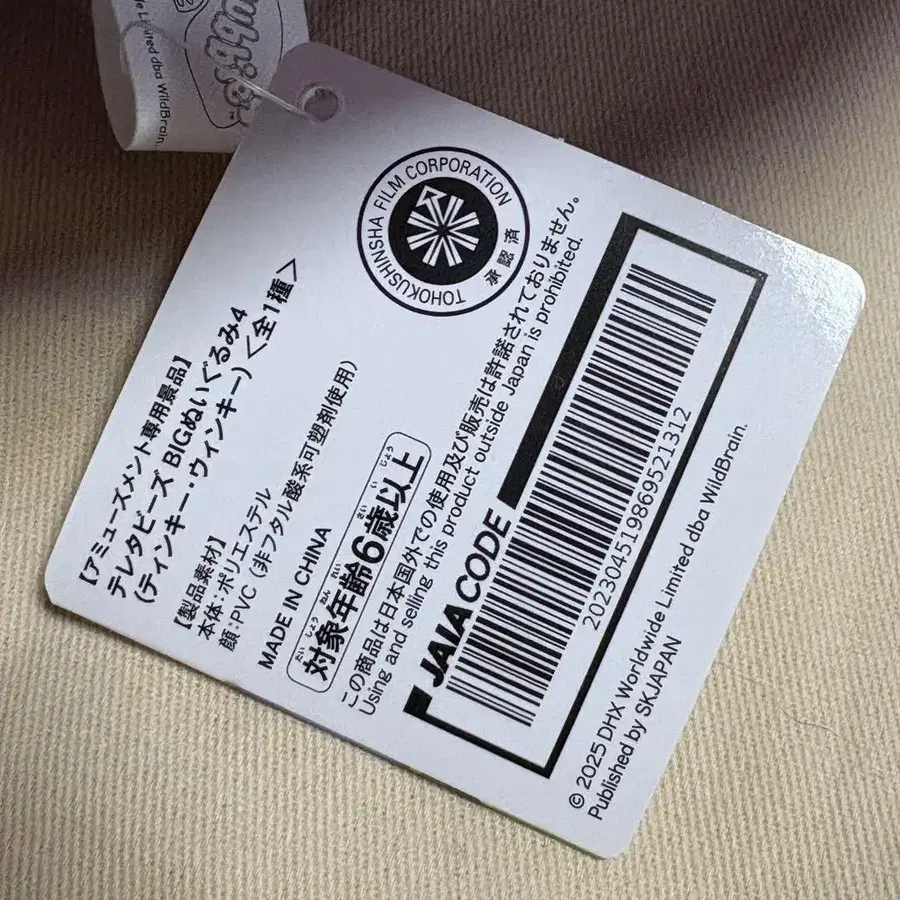 de Limited dba WildBrain.
TOHOKUSHINSHA FILM CORPORATION
承認済
【アミューズメント専用景品】
テレタビーズ BIGぬいぐるみ4
(ティンキー・ウィンキー)<全1種>
【製品素材】
本体:ポリエステル
顔:PVC (非フタル酸系可塑剤使用)
MADE IN CHINA
対象年齢6歳以上
この商品は日本国外での使用及び販売は許諾されておりません。
Using and selling this product outside Japan is prohibited.
JAIA CODE
202304519869521312
© 2025 DHX Worldwide Limited dba WildBrain.
Published by SKJAPAN